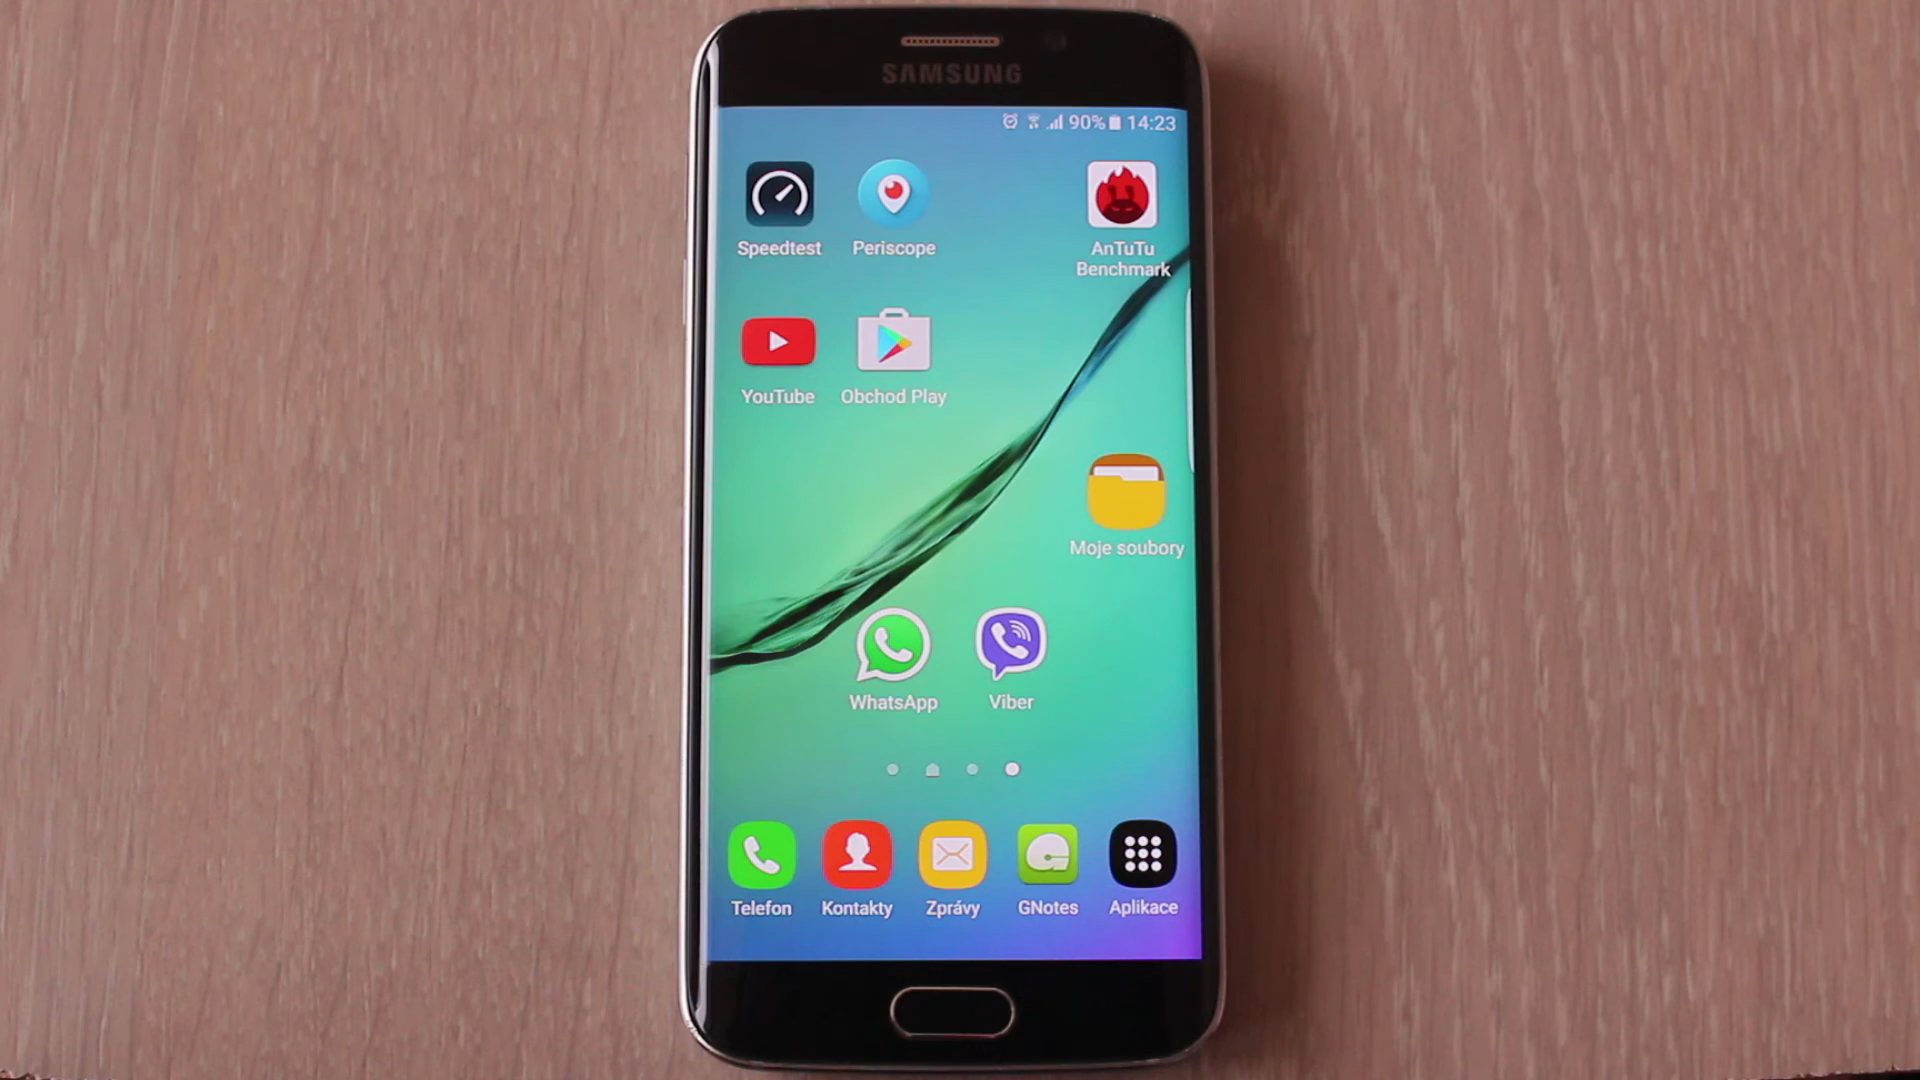 SAMSUNG
90% 14:23
Speedtest
Periscope
AnTuTu
Benchmark
YouTube
Obchod Play
Moje soubory
WhatsApp
Viber
Telefon
Kontakty
Zprávy
GNotes
Aplikace